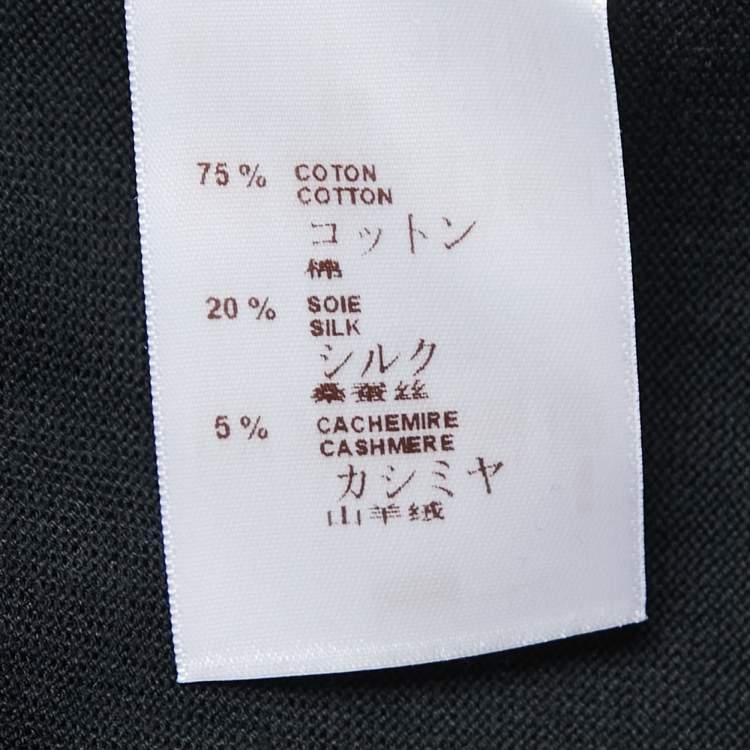 75 % COTON
COTTON
コットン
棉
20 % SOIE
SILK
シルク
桑蚕丝
5 % CACHEMIRE
CASHMERE
カシミヤ
山羊绒